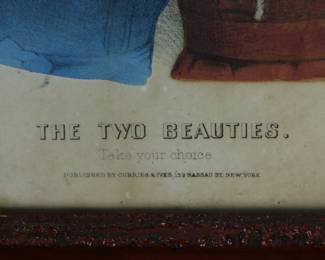 THE TWO BEAUTIES.
Take your choice
PUBLISHED BY CURRIER & IVES, 152 NASSAU ST. NEW YORK